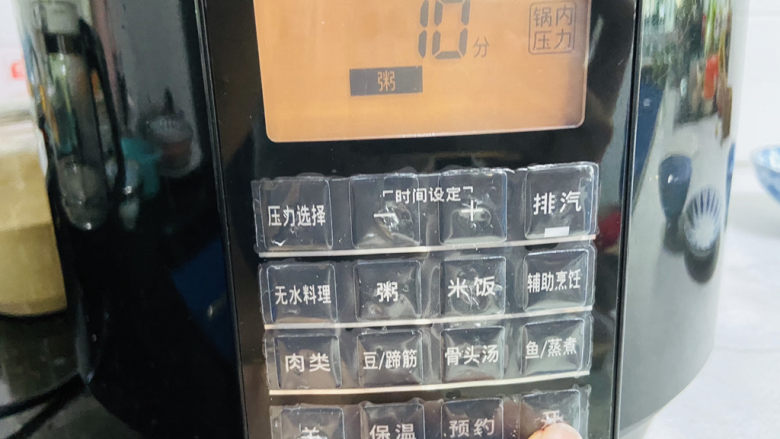 10分
锅内
压力
粥
压力选择
时间设定
-
+
排汽
无水料理
粥
米饭
辅助烹饪
肉类
豆/蹄筋
骨头汤
鱼/蒸煮
保温
预约